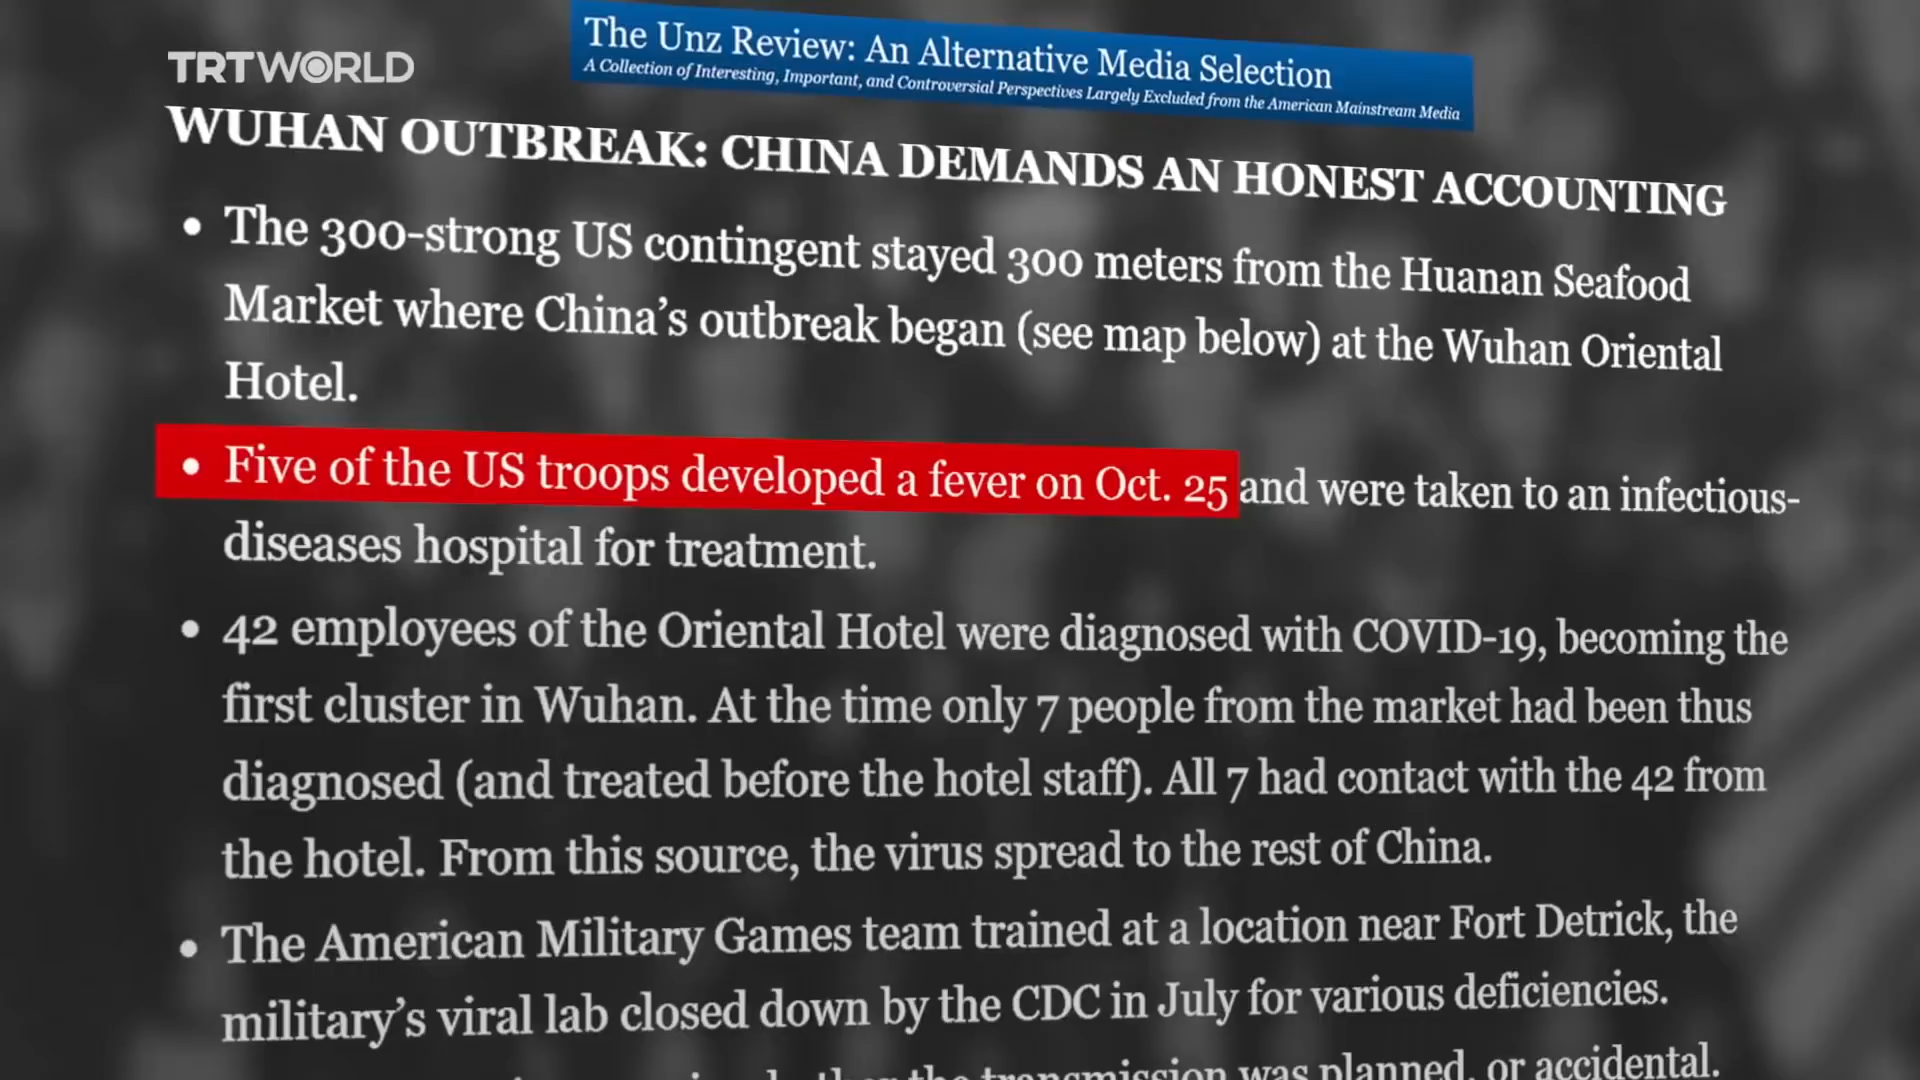 TRT WORLD
The Unz Review: An Alternative Media Selection
A Collection of Interesting, Important, and Controversial Perspectives Largely Excluded from the American Mainstream Media
WUHAN OUTBREAK: CHINA DEMANDS AN HONEST ACCOUNTING
• The 300-strong US contingent stayed 300 meters from the Huanan Seafood
Market where China's outbreak began (see map below) at the Wuhan Oriental
Hotel.
• Five of the US troops developed a fever on Oct. 25 and were taken to an infectious-
diseases hospital for treatment.
• 42 employees of the Oriental Hotel were diagnosed with COVID-19, becoming the
first cluster in Wuhan. At the time only 7 people from the market had been thus
diagnosed (and treated before the hotel staff). All 7 had contact with the 42 from
the hotel. From this source, the virus spread to the rest of China.
• The American Military Games team trained at a location near Fort Detrick, the
military's viral lab closed down by the CDC in July for various deficiencies.
the transmission was planned, or accidental.